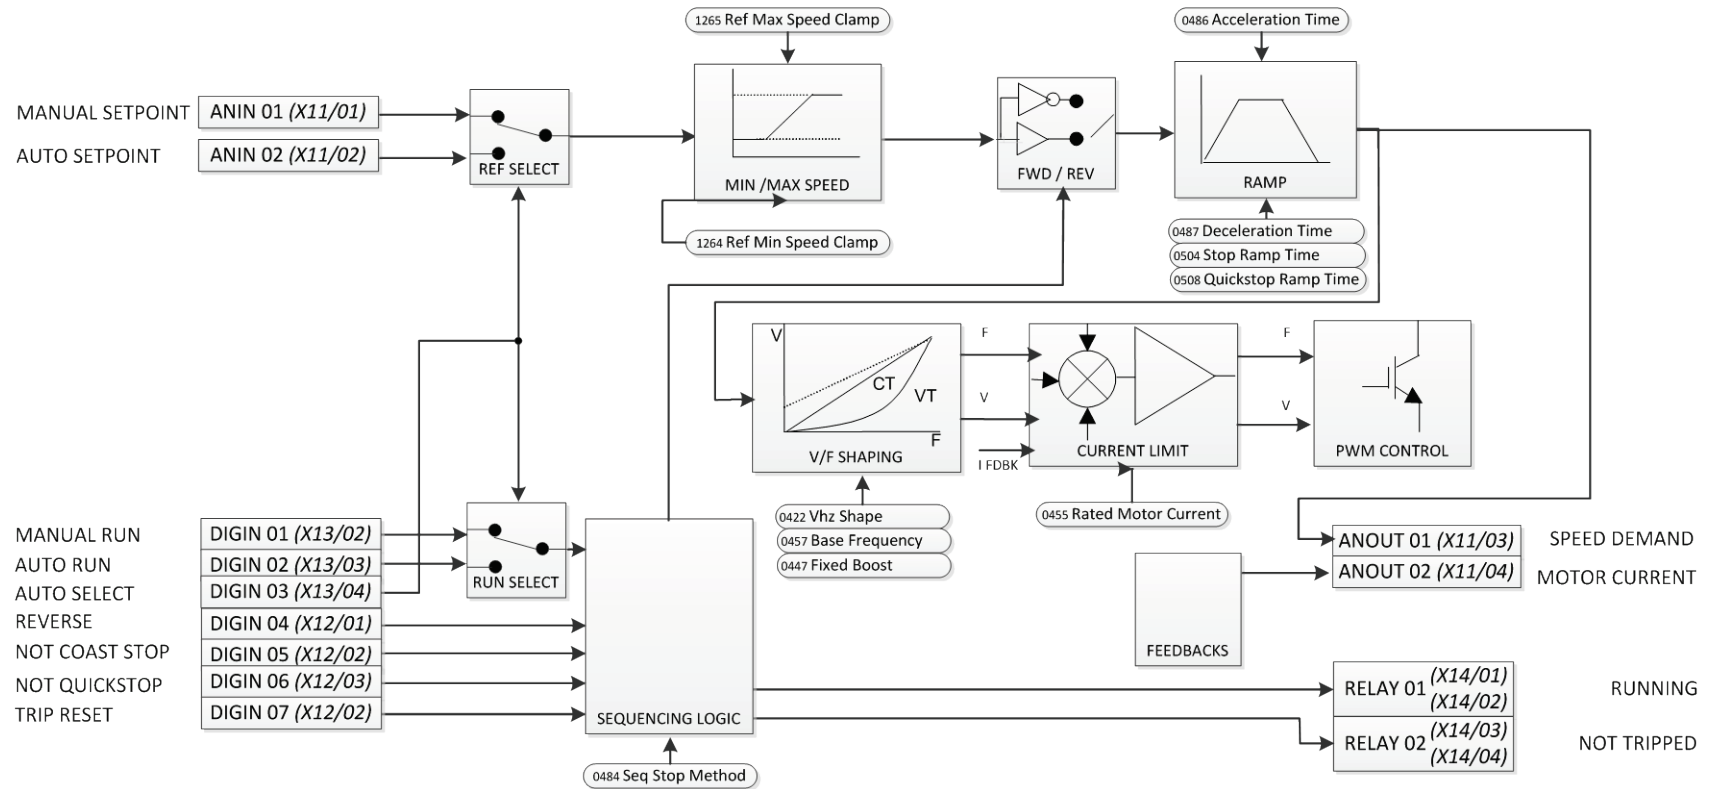 1265 Ref Max Speed Clamp
0486 Acceleration Time
MANUAL SETPOINT
ANIN 01 (X11/01)
AUTO SETPOINT
ANIN 02 (X11/02)
REF SELECT
MIN /MAX SPEED
FWD / REV
RAMP
1264 Ref Min Speed Clamp
0487 Deceleration Time
0504 Stop Ramp Time
0508 Quickstop Ramp Time
V
CT
VT
F
V/F SHAPING
F
V
I FDBK
CURRENT LIMIT
F
V
PWM CONTROL
0422 Vhz Shape
0457 Base Frequency
0447 Fixed Boost
0455 Rated Motor Current
MANUAL RUN
DIGIN 01 (X13/02)
AUTO RUN
DIGIN 02 (X13/03)
AUTO SELECT
DIGIN 03 (X13/04)
REVERSE
DIGIN 04 (X12/01)
NOT COAST STOP
DIGIN 05 (X12/02)
NOT QUICKSTOP
DIGIN 06 (X12/03)
TRIP RESET
DIGIN 07 (X12/02)
RUN SELECT
SEQUENCING LOGIC
0484 Seq Stop Method
FEEDBACKS
ANOUT 01 (X11/03)
SPEED DEMAND
ANOUT 02 (X11/04)
MOTOR CURRENT
RELAY 01 (X14/01)
(X14/02)
RUNNING
RELAY 02 (X14/03)
(X14/04)
NOT TRIPPED